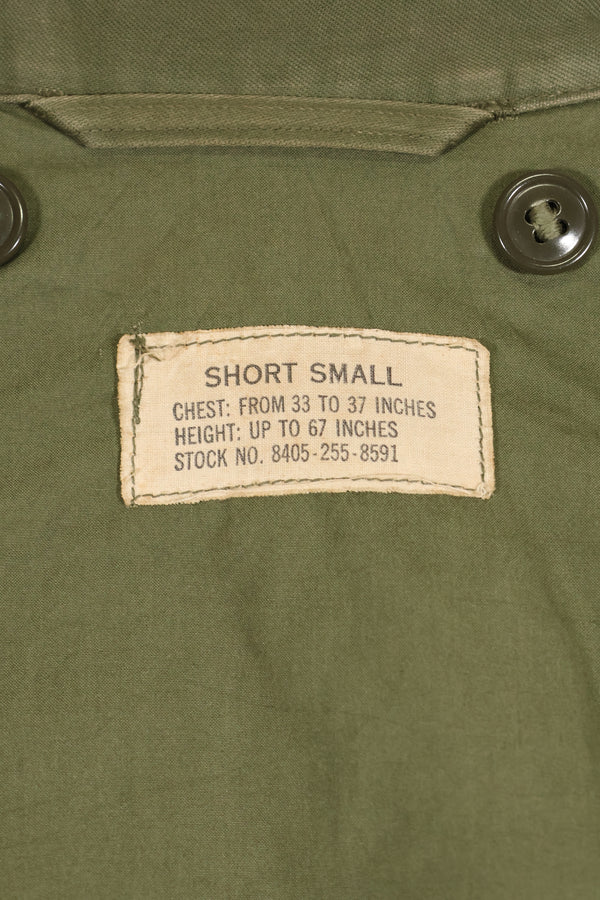 SHORT SMALL
CHEST: FROM 33 TO 37 INCHES
HEIGHT: UP TO 67 INCHES
STOCK NO. 8405-255-8591